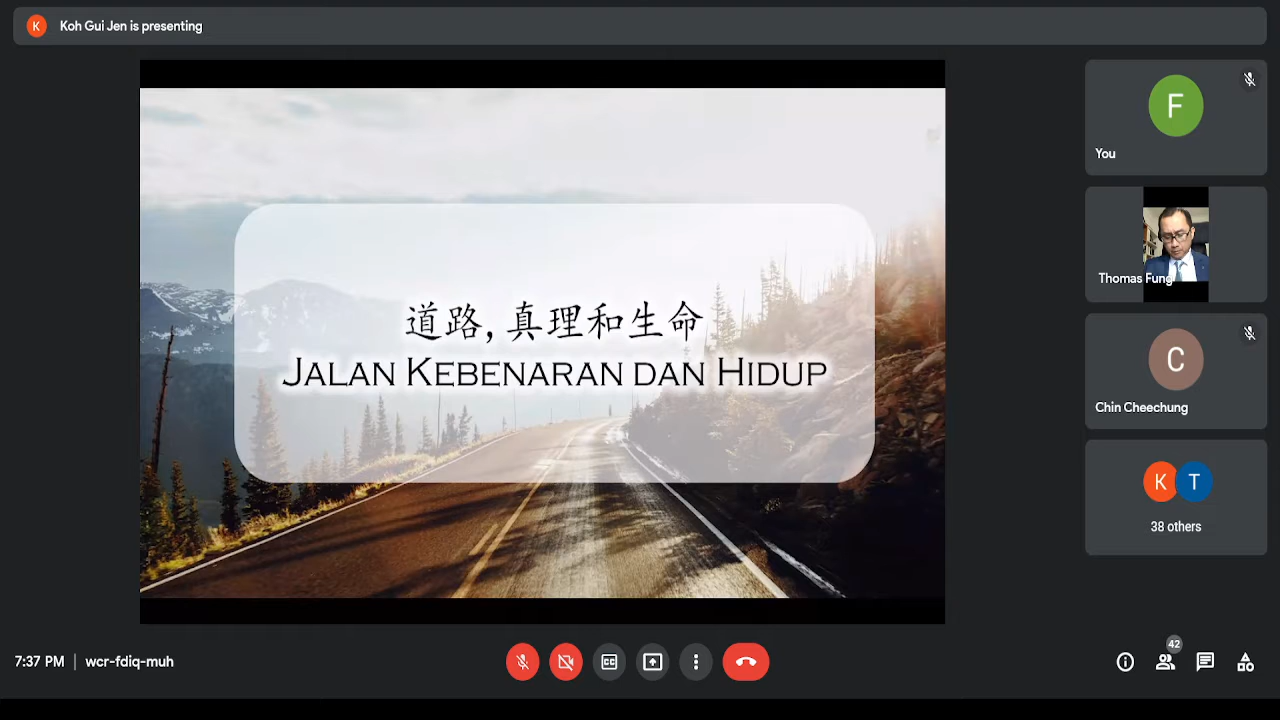 K
Koh Gui Jen is presenting
道路,真理和生命
JALAN KEBENARAN DAN HIDUP
F
You
Thomas Fung
C
Chin Cheechung
K
T
38 others
7:37 PM | wcr-fdiq-muh
CC
42